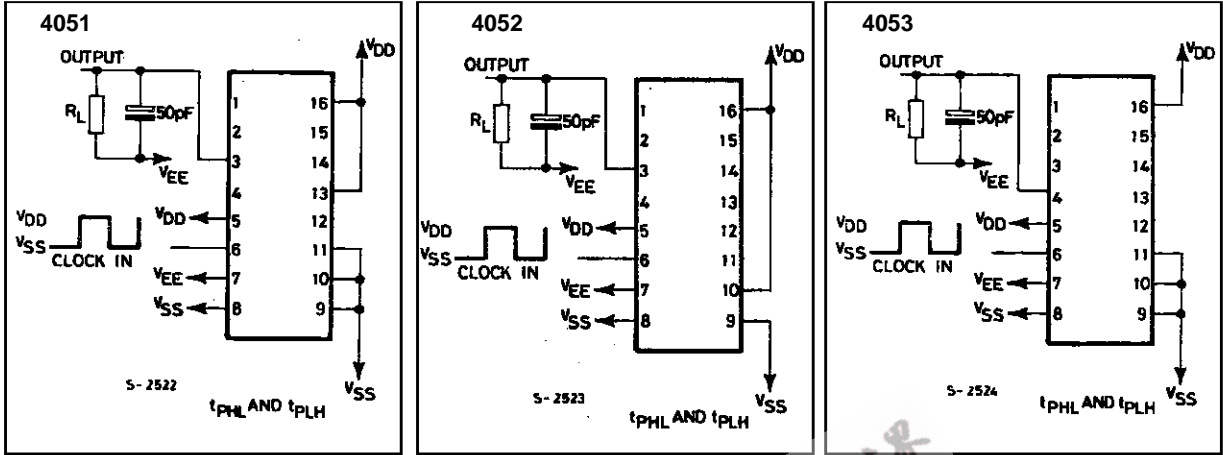 4051
OUTPUT
VDD
RL
50pF
VEE
1 16
2 15
3 14
4 13
VDD
VSS
CLOCK IN
VDD 5 12
6 11
VEE 7 10
VSS 8 9
VSS
S-2522
tPHL AND tPLH
4052
OUTPUT
VDD
RL
50pF
VEE
1 16
2 15
3 14
4 13
VDD
VSS
CLOCK IN
VDD 5 12
6 11
VEE 7 10
VSS 8 9
VSS
S-2523
tPHL AND tPLH
4053
OUTPUT
VDD
RL
50pF
VEE
1 16
2 15
3 14
4 13
VDD
VSS
CLOCK IN
VDD 5 12
6 11
VEE 7 10
VSS 8 9
VSS
S-2524
tPHL AND tPLH